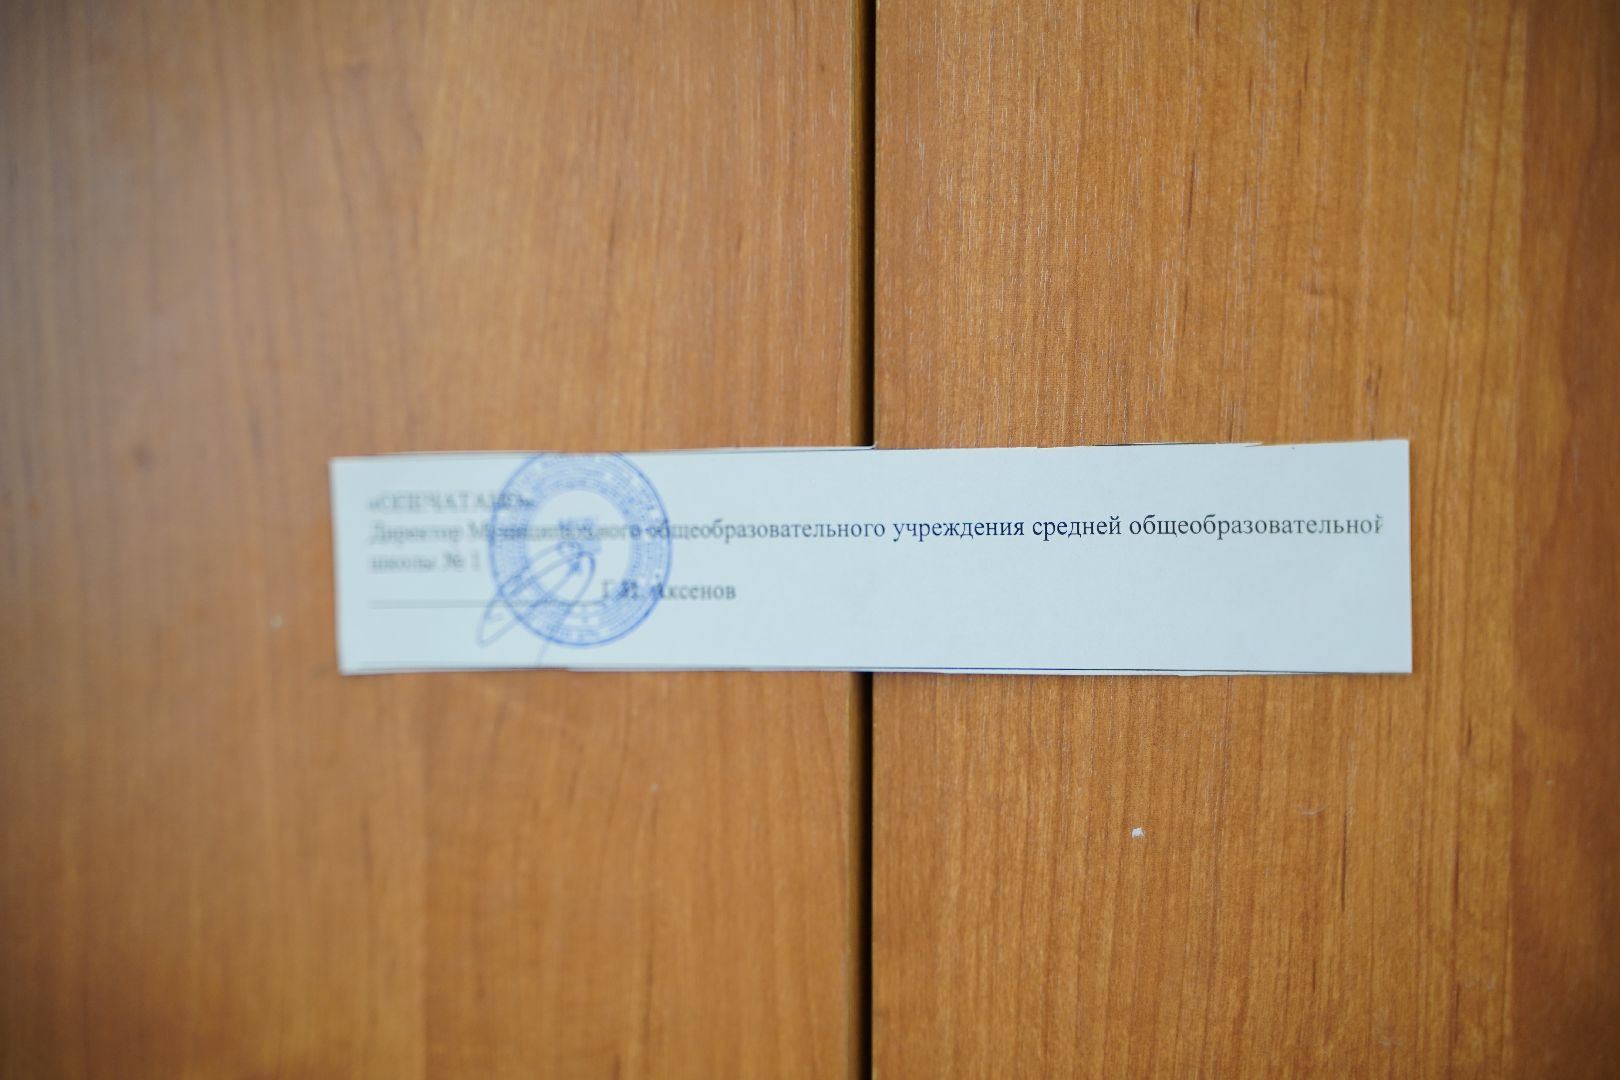 «ОПЕЧАТАНО»
Директор Муниципального общеобразовательного учреждения средней общеобразовательной
школы № 1
Аксенов